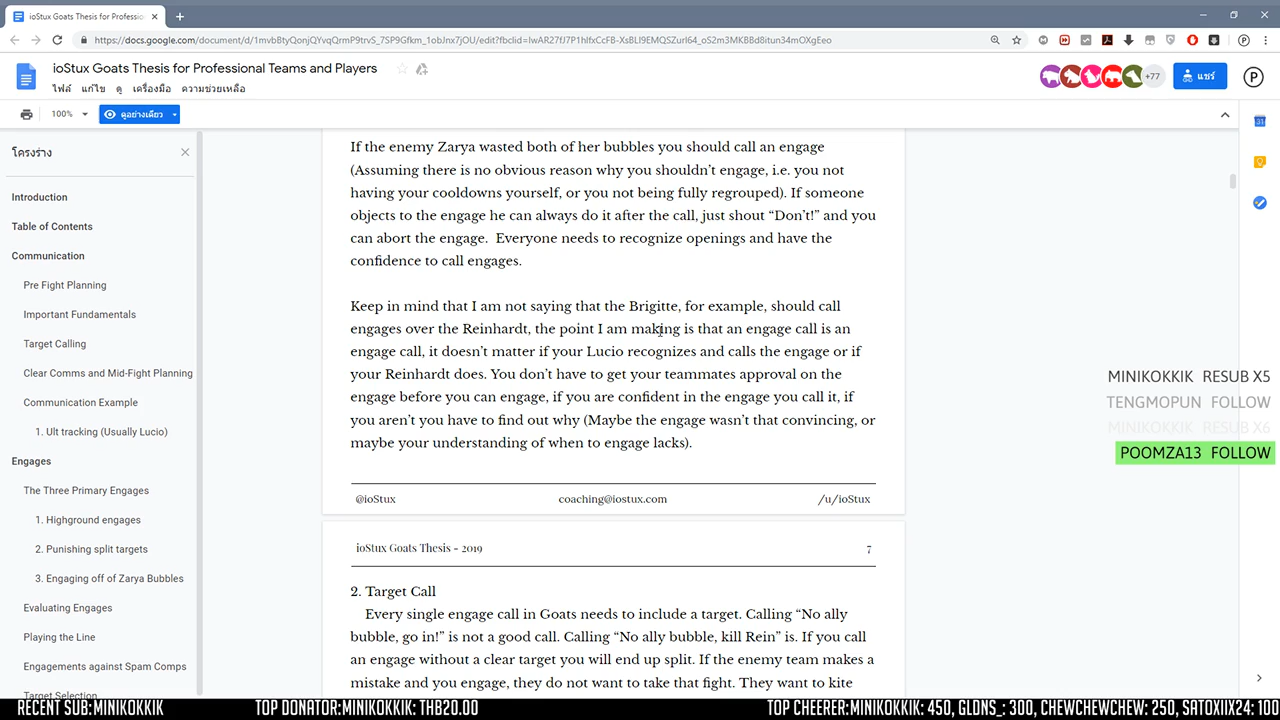 ioStux Goats Thesis for Professio
https://docs.google.com/document/d/1mvbBtyQonjQYvqQrmP9trvS_7SP9Gfkm_1obJnx7jOU/edit?fbclid=IwAR27fJ7P1hlfxCcFB-XsBLl9EMQSZurl64_oS2m3MKBBd8itun34mOXgEeo
ioStux Goats Thesis for Professional Teams and Players
ไฟล์ แก้ไข ดู เครื่องมือ ความช่วยเหลือ
+77
แชร์
P
100%
ดูอย่างเดียว
โครงร่าง
Introduction
Table of Contents
Communication
Pre Fight Planning
Important Fundamentals
Target Calling
Clear Comms and Mid-Fight Planning
Communication Example
1. Ult tracking (Usually Lucio)
Engages
The Three Primary Engages
1. Highground engages
2. Punishing split targets
3. Engaging off of Zarya Bubbles
Evaluating Engages
Playing the Line
Engagements against Spam Comps
Target Selection
If the enemy Zarya wasted both of her bubbles you should call an engage
(Assuming there is no obvious reason why you shouldn't engage, i.e. you not
having your cooldowns yourself, or you not being fully regrouped). If someone
objects to the engage he can always do it after the call, just shout “Don't!” and you
can abort the engage.  Everyone needs to recognize openings and have the
confidence to call engages.
Keep in mind that I am not saying that the Brigitte, for example, should call
engages over the Reinhardt, the point I am making is that an engage call is an
engage call, it doesn't matter if your Lucio recognizes and calls the engage or if
your Reinhardt does. You don't have to get your teammates approval on the
engage before you can engage, if you are confident in the engage you call it, if
you aren't you have to find out why (Maybe the engage wasn't that convincing, or
maybe your understanding of when to engage lacks).
@ioStux coaching@iostux.com /u/ioStux
ioStux Goats Thesis - 2019 7
2. Target Call
Every single engage call in Goats needs to include a target. Calling “No ally
bubble, go in!” is not a good call. Calling “No ally bubble, kill Rein” is. If you call
an engage without a clear target you will end up split. If the enemy team makes a
mistake and you engage, they do not want to take that fight. They want to kite
MINIKOKKIK RESUB X5
TENGMOPUN FOLLOW
MINIKOKKIK RESUB X6
POOMZA13 FOLLOW
RECENT SUB:MINIKOKKIK TOP DONATOR:MINIKOKKIK: THB20.00 TOP CHEERER:MINIKOKKIK: 450, GLDNS_: 300, CHEWCHEWCHEW: 250, SATOXIIX24: 100